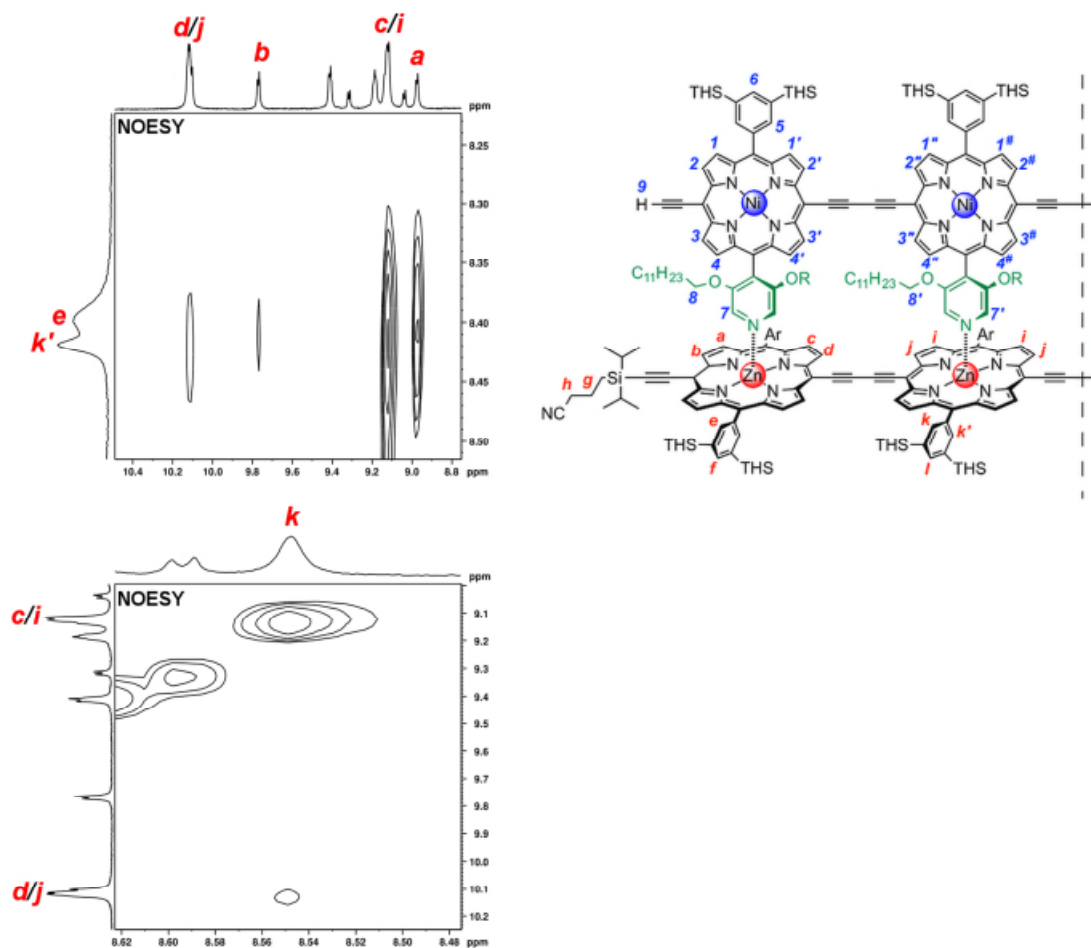 d/j
b
c/i
a
ppm
NOESY
8.25
8.30
8.35
8.40
8.45
8.50
e
k'
10.4 10.2 10.0 9.8 9.6 9.4 9.2 9.0 8.8 ppm
k
ppm
NOESY
c/i
d/j
9.1
9.2
9.3
9.4
9.5
9.6
9.7
9.8
9.9
10.0
10.1
10.2
8.62 8.60 8.58 8.56 8.54 8.52 8.50 8.48 ppm
6
THS THS THS THS
5
1 1' 1" 1#
2 2' 2" 2#
N N N N
9
H Ni Ni
N N N N
3 3' 3" 3#
4 4' 4" 4#
C11H23 O OR C11H23 O OR
8 8'
7 N 7' N
a Ar c i Ar i
b d j j
N N N N
Zn Zn
N N N N
h g Si
NC
e k k'
THS THS
f THS l THS